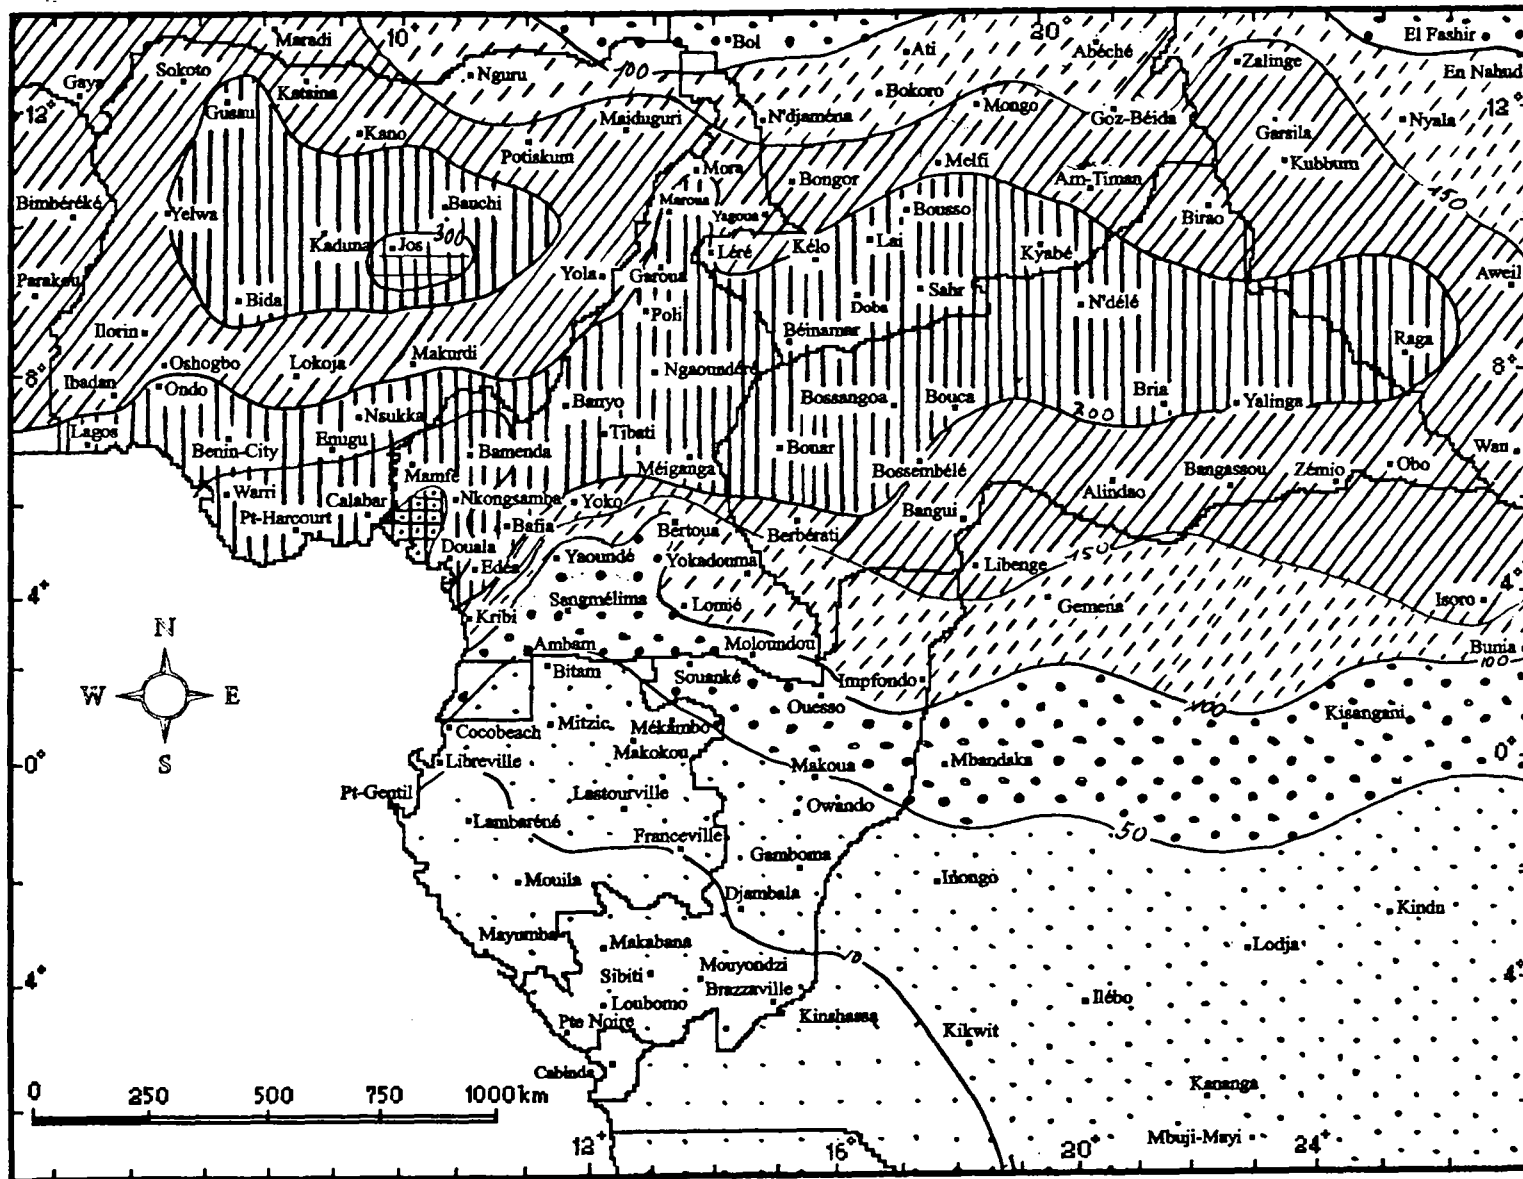 Maradi
10°
Bol
Ati
20°
Abéché
El Fashir
Gaya
Sokoto
Katsina
Nguru
100
Zalinge
En Nahud
12°
Gusau
Kano
Maiduguri
N'djaména
Bokoro
Mongo
Goz-Béida
Garsila
Nyala
12°
Potiskum
Mora
Bongor
Melfi
Am-Timan
Kubbum
150
Bimbéréké
Yelwa
Bauchi
Maroua
Yagoua
Bousso
Birao
Kaduna
Jos
300
Léré
Kélo
Lai
Kyabé
Parakou
Yola
Garoua
Aweil
Bida
Poli
Doba
Sahr
N'délé
Ilorin
Béinamar
Raga
Oshogbo
Lokoja
Makurdi
Ngaoundéré
8°
8°
Ibadan
Ondo
Nsukka
Banyo
Bossangoa
Bouca
Bria
Yalinga
200
Lagos
Benin-City
Enugu
Bamenda
Tibati
Bonar
Wau
Mamfé
Méiganga
Bossembélé
Bangassou
Zémio
Obo
Warri
Calabar
Nkongsamba
Yoko
Alindao
Pt-Harcourt
Bafia
Bertoua
Berbérati
Bangui
Douala
Yaoundé
150
Edéa
Yokadouma
Libenge
4°
4°
Kribi
Sangmélima
Lomié
Gemena
Isoro
N
Ambam
Moloundou
Bunia
100
W
E
Bitam
Souanké
Impfondo
Ouesso
100
Kisangani
S
Cocobeach
Mitzic
Mékambo
Makokou
0°
Libreville
Makoua
Mbandaka
0°
Pt-Gentil
Lastourville
Owando
Lambaréné
Franceville
50
Gamboma
Mouila
Inongo
Djambala
Kindu
Mayumba
Makabana
10
Lodja
4°
Sibiti
Mouyondzi
4°
Loubomo
Brazzaville
Ilébo
Pte Noire
Kinshassa
Kikwit
Cabinda
Kananga
0 250 500 750 1000 km
12°
16°
20°
Mbuji-Mayi
24°